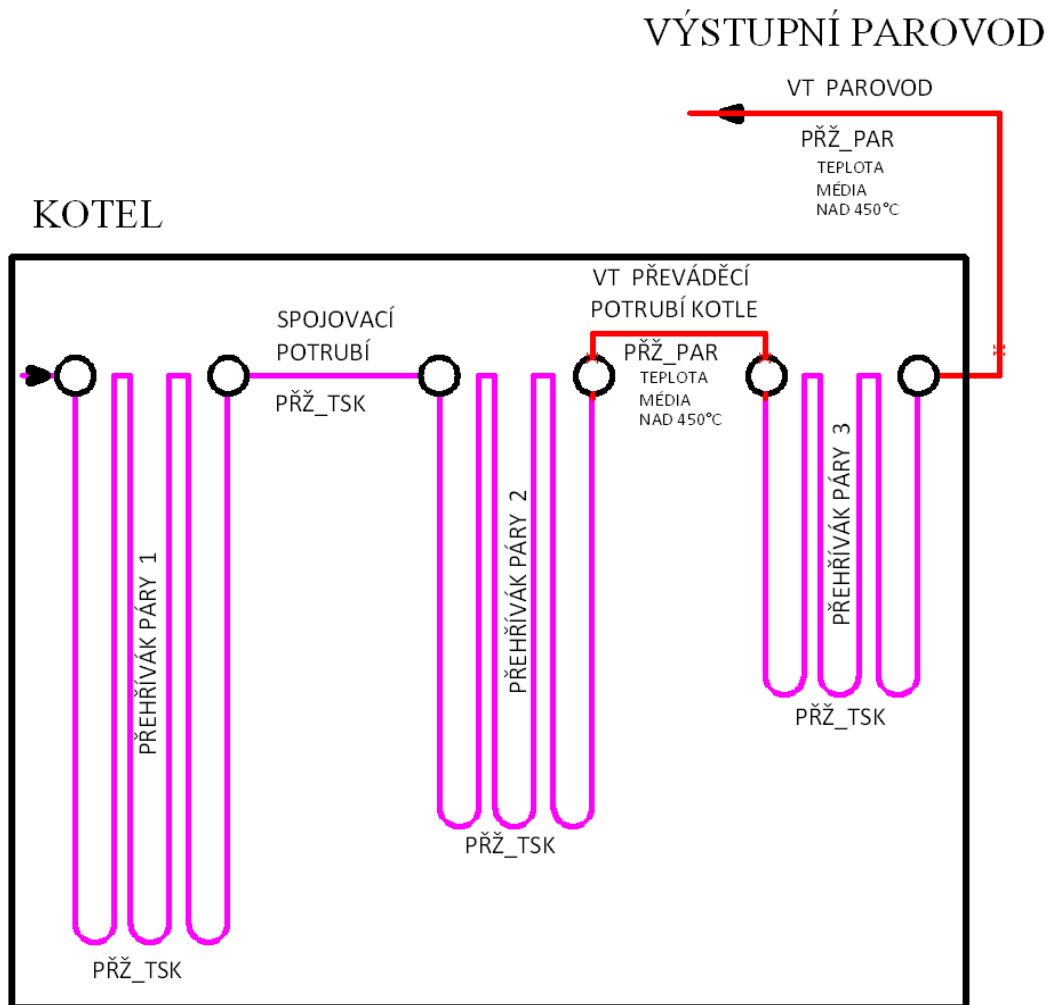 VÝSTUPNÍ PAROVOD
VT PAROVOD
PŘŽ_PAR
TEPLOTA
MÉDIA
NAD 450°C
KOTEL
SPOJOVACÍ
POTRUBÍ
PŘŽ_TSK
VT PŘEVÁDĚCÍ
POTRUBÍ KOTLE
PŘŽ_PAR
TEPLOTA
MÉDIA
NAD 450°C
PŘEHŘÍVÁK PÁRY 1
PŘŽ_TSK
PŘEHŘÍVÁK PÁRY 2
PŘŽ_TSK
PŘEHŘÍVÁK PÁRY 3
PŘŽ_TSK